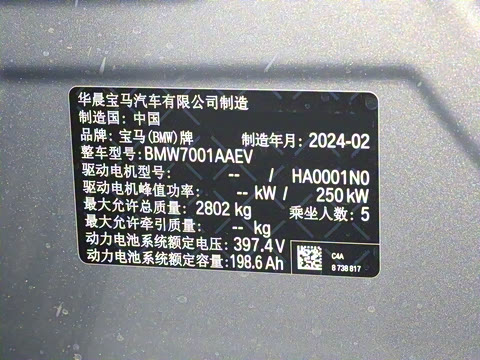 华晨宝马汽车有限公司制造
制造国: 中国
品牌: 宝马(BMW)牌 制造年月: 2024-02
整车型号: BMW7001AAEV
驱动电机型号: -- / HA0001N0
驱动电机峰值功率: -- kW / 250 kW
最大允许总质量: 2802 kg 乘坐人数: 5
最大允许牵引质量: -- kg
动力电池系统额定电压: 397.4 V
动力电池系统额定容量: 198.6 Ah
C4A
8 738 817